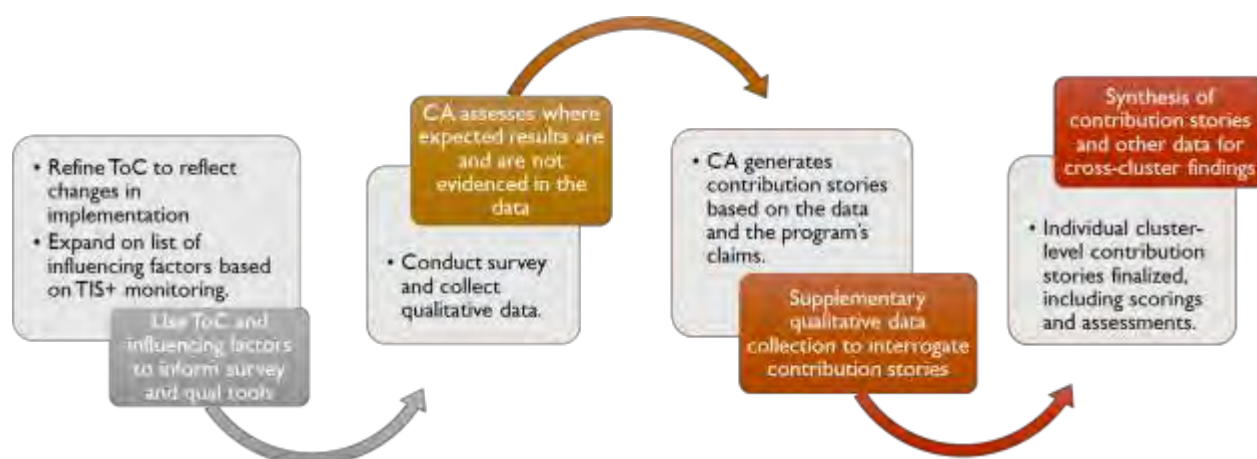 • Refine ToC to reflect
changes in
implementation
• Expand on list of
influencing factors based
on TIS+ monitoring.
Use ToC and
influencing factors
to inform survey
and qual tools
CA assesses where
expected results are
and are not
evidenced in the
data
• Conduct survey
and collect
qualitative data.
• CA generates
contribution stories
based on the data
and the program's
claims.
Supplementary
qualitative data
collection to interrogate
contribution stories
Synthesis of
contribution stories
and other data for
cross-cluster findings
• Individual cluster-
level contribution
stories finalized,
including scorings
and assessments.